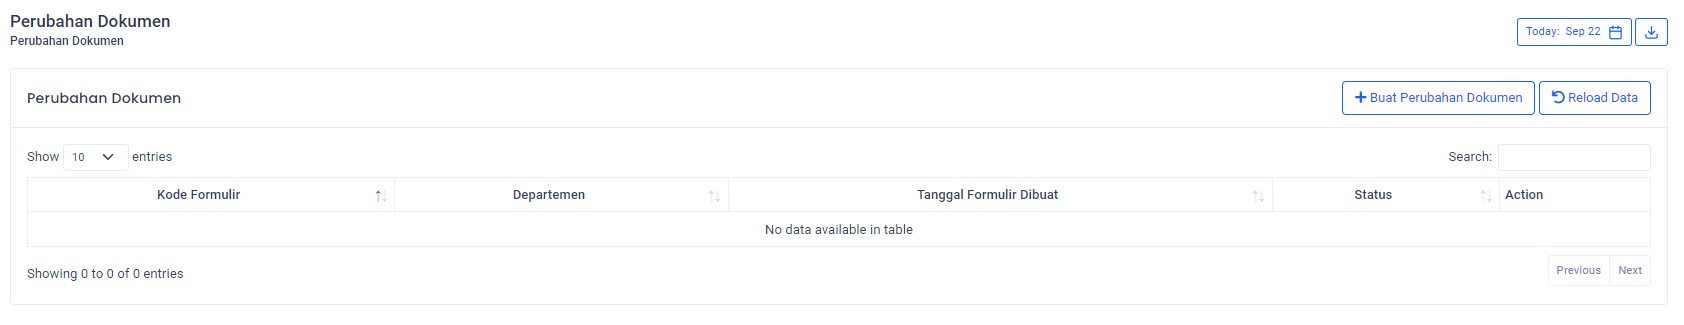 Perubahan Dokumen
Perubahan Dokumen
Today: Sep 22
Perubahan Dokumen
Buat Perubahan Dokumen
Reload Data
Show 10 entries
Search:
Kode Formulir
Departemen
Tanggal Formulir Dibuat
Status
Action
No data available in table
Showing 0 to 0 of 0 entries
Previous
Next